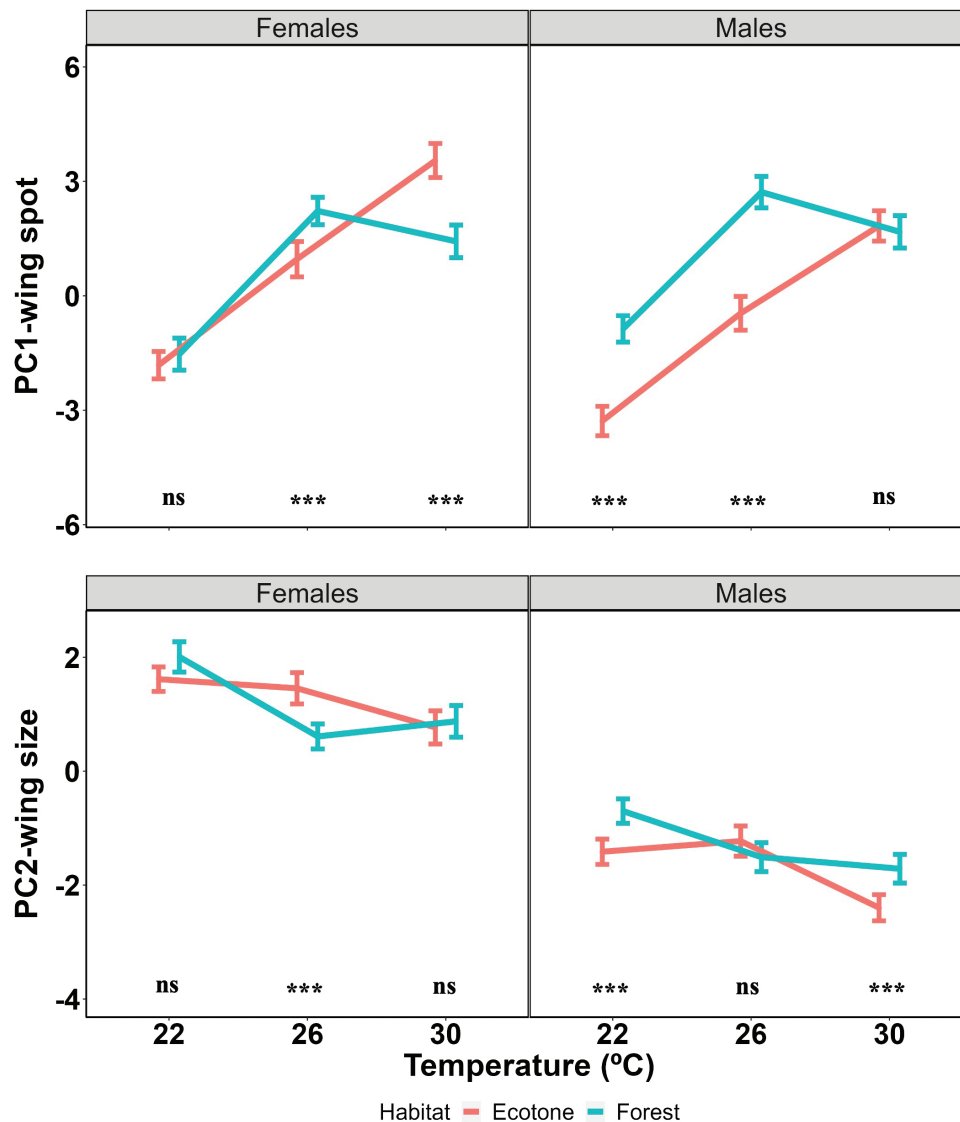 Females Males
6
3
0
-3
-6
PC1-wing spot
ns *** *** *** *** ns
Females Males
2
0
-2
-4
PC2-wing size
ns *** ns *** ns ***
22 26 30 22 26 30
Temperature (ºC)
Habitat Ecotone Forest